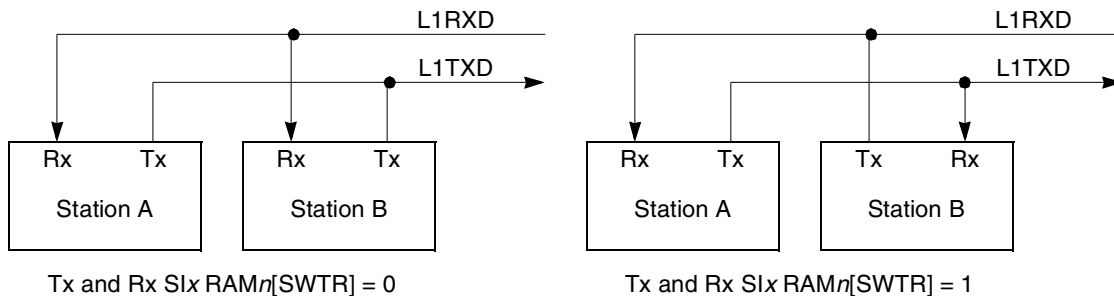 L1RXD
L1TXD
Rx Tx
Station A
Rx Tx
Station B
Tx and Rx SIx RAMn[SWTR] = 0
L1RXD
L1TXD
Rx Tx
Station A
Tx Rx
Station B
Tx and Rx SIx RAMn[SWTR] = 1